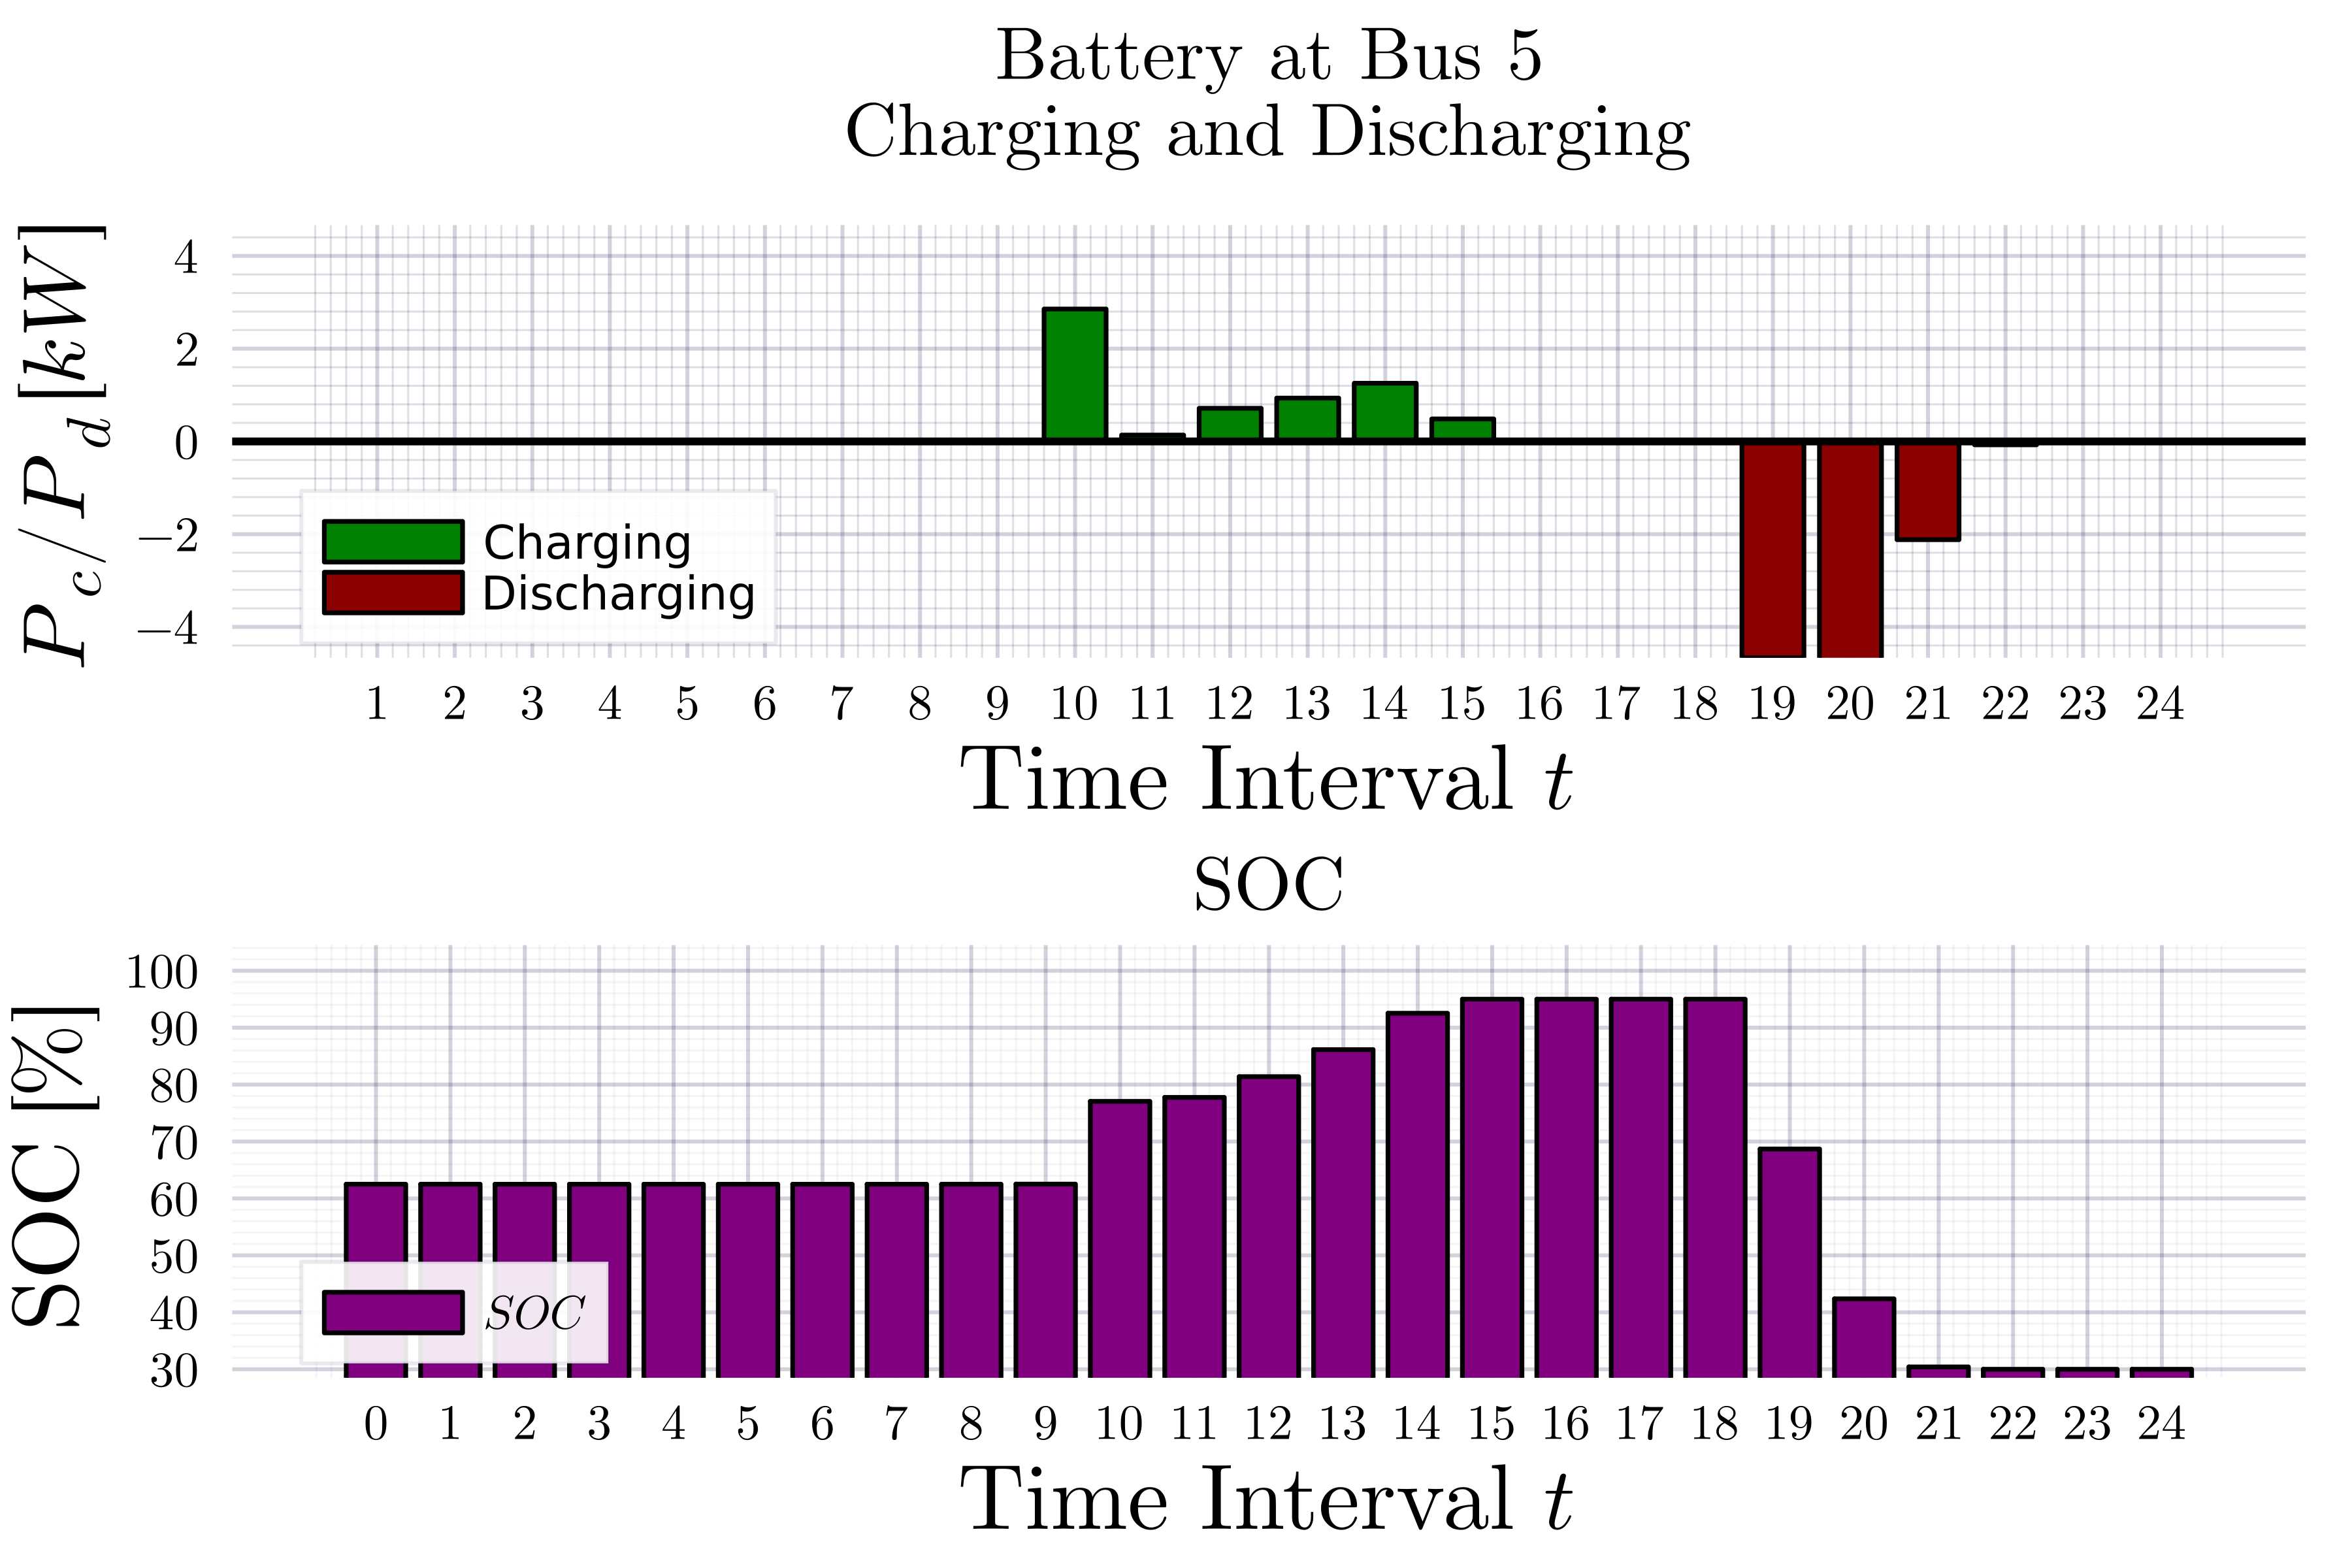 Battery at Bus 5
Charging and Discharging
P_c/P_d [kW]
4
2
0
−2
−4
Charging
Discharging
1 2 3 4 5 6 7 8 9 10 11 12 13 14 15 16 17 18 19 20 21 22 23 24
Time Interval t
SOC
SOC [%]
100
90
80
70
60
50
40
30
SOC
0 1 2 3 4 5 6 7 8 9 10 11 12 13 14 15 16 17 18 19 20 21 22 23 24
Time Interval t